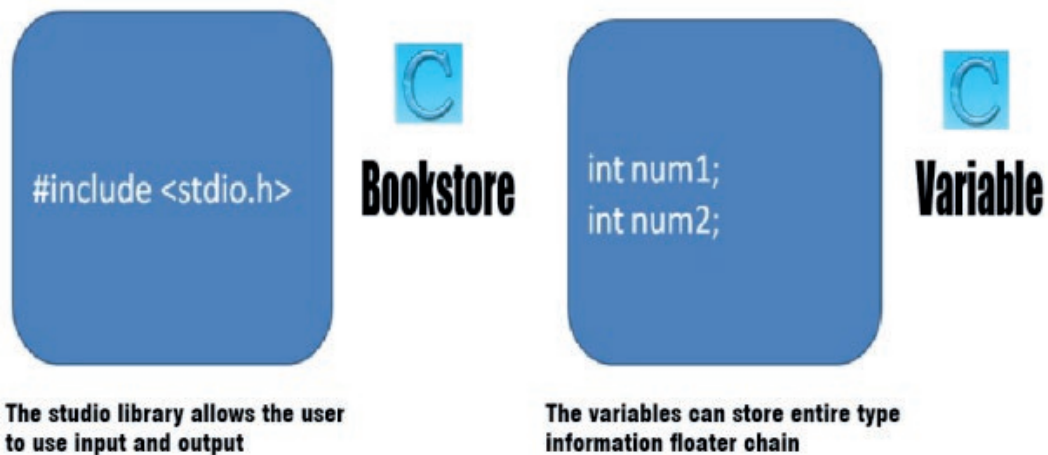 #include <stdio.h>
C
Bookstore
The studio library allows the user
to use input and output
int num1;
int num2;
C
Variable
The variables can store entire type
information floater chain